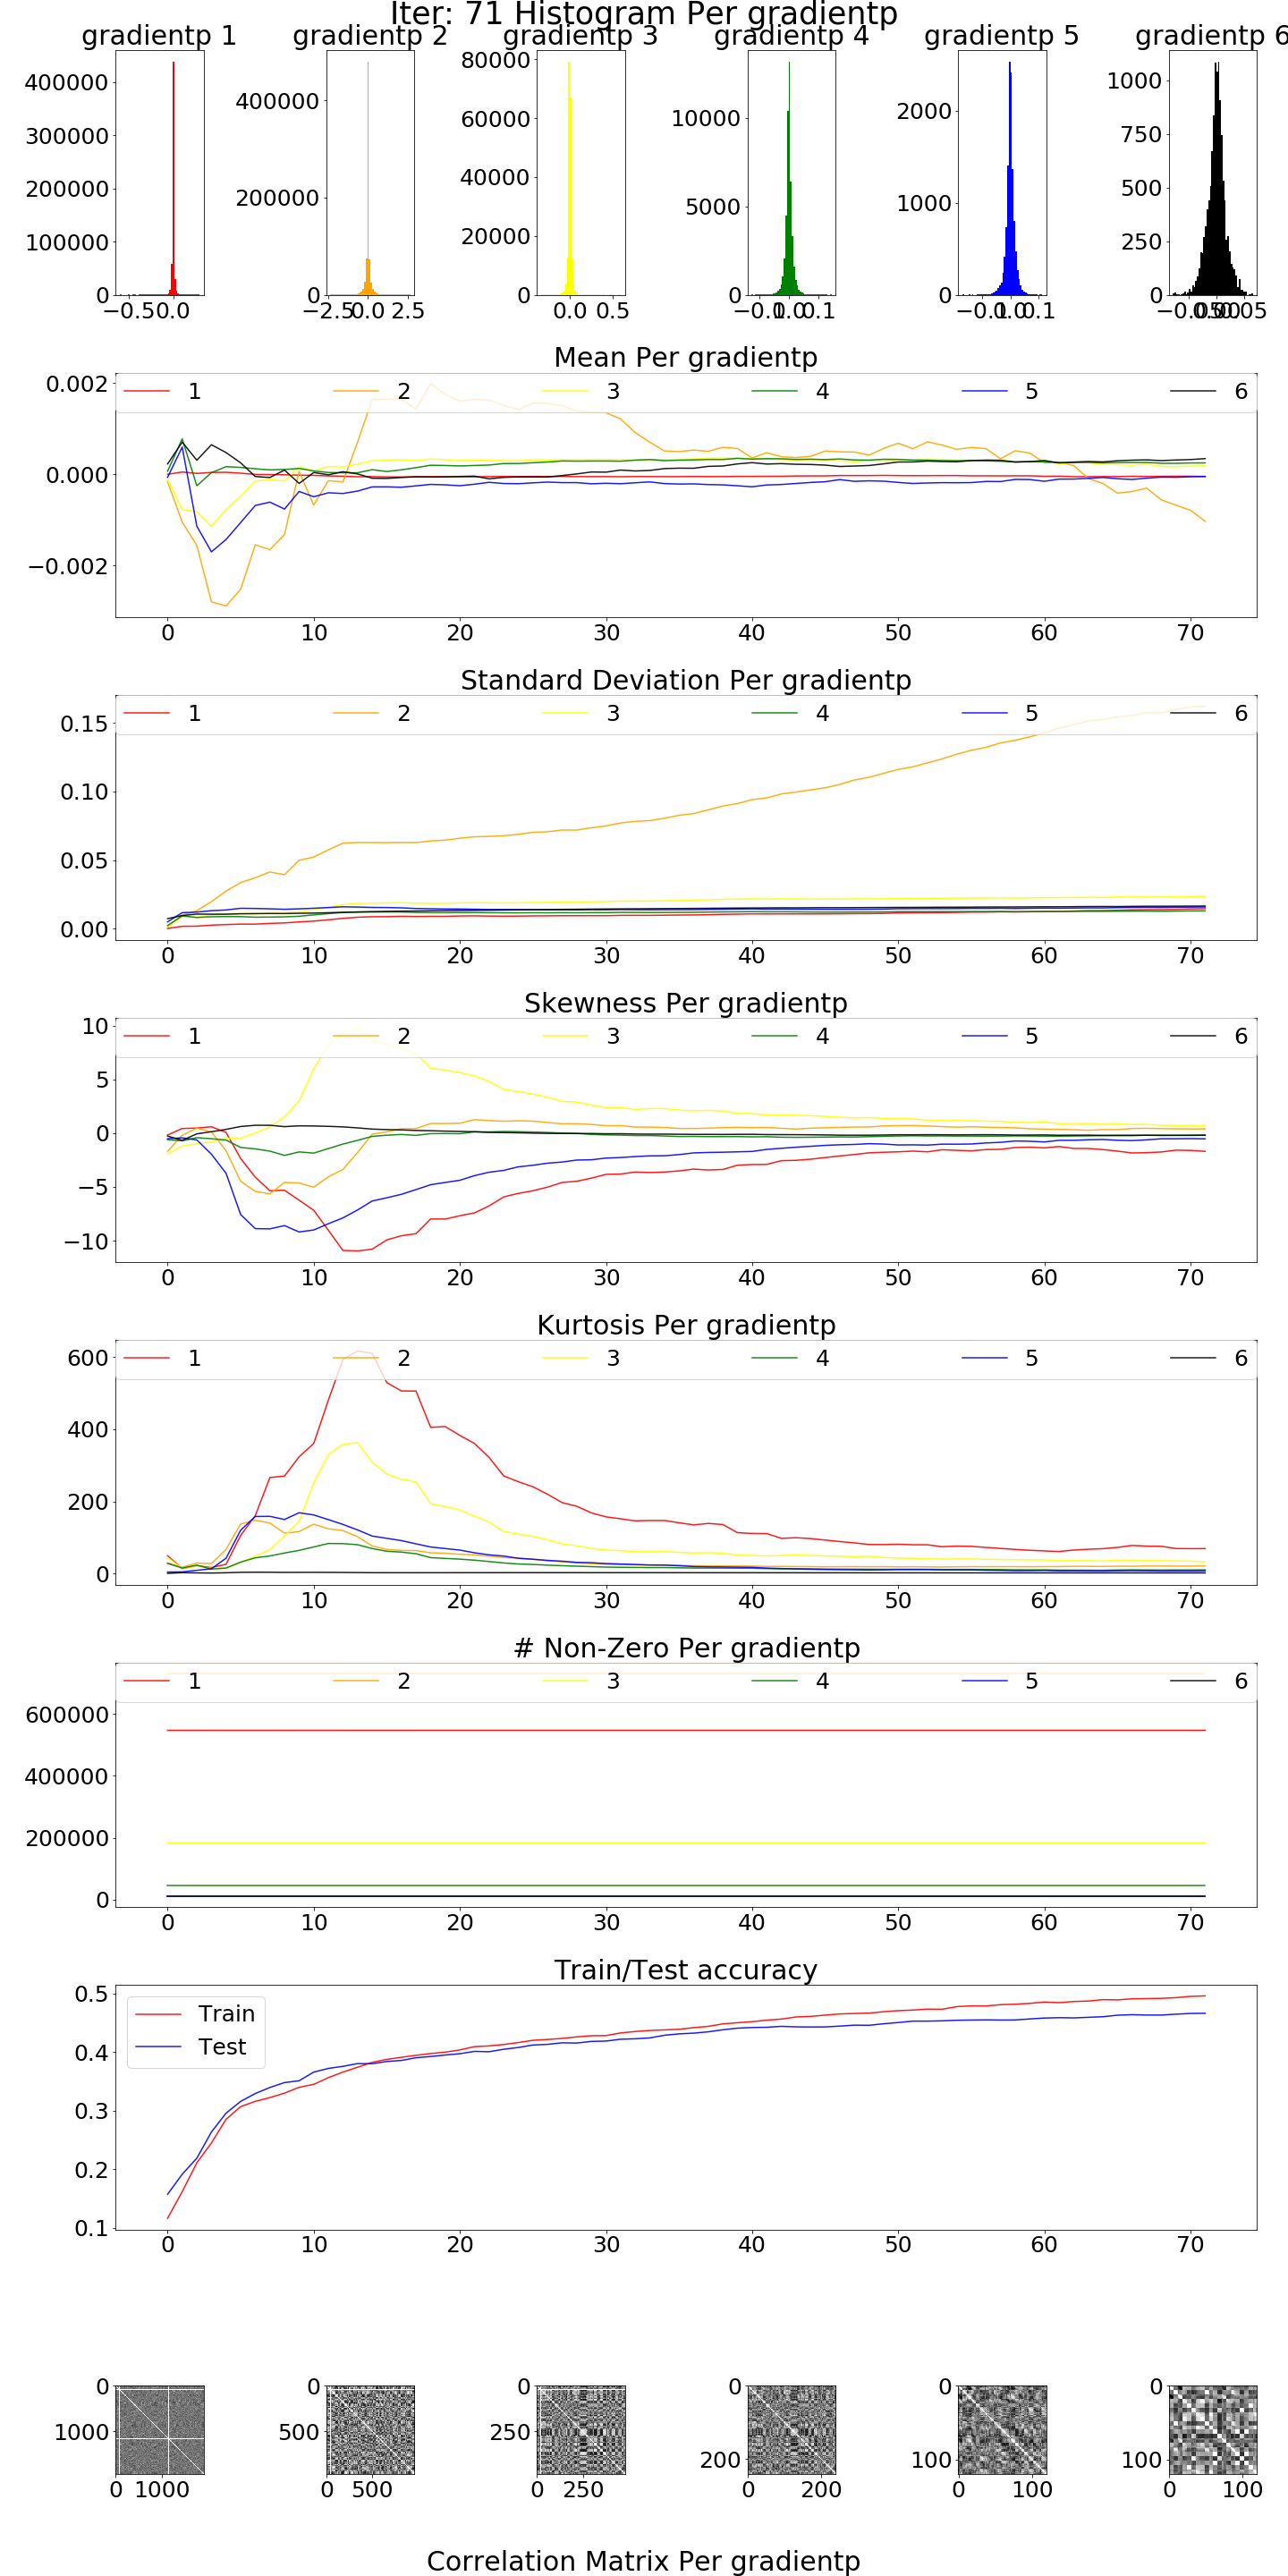 Iter: 71 Histogram Per gradientp
gradientp 1 gradientp 2 gradientp 3 gradientp 4 gradientp 5 gradientp 6
400000
300000
200000
100000
0
−0.5 0.0
400000
200000
0
−2.5 0.0 2.5
80000
60000
40000
20000
0
0.0 0.5
10000
5000
0
−0.1 0.0 0.1
2000
1000
0
−0.1 0.0 0.1
1000
750
500
250
0
−0.05 0.00 0.05
Mean Per gradientp
1 2 3 4 5 6
0.002
0.000
−0.002
0 10 20 30 40 50 60 70
Standard Deviation Per gradientp
1 2 3 4 5 6
0.15
0.10
0.05
0.00
0 10 20 30 40 50 60 70
Skewness Per gradientp
1 2 3 4 5 6
10
5
0
−5
−10
0 10 20 30 40 50 60 70
Kurtosis Per gradientp
1 2 3 4 5 6
600
400
200
0
0 10 20 30 40 50 60 70
# Non-Zero Per gradientp
1 2 3 4 5 6
600000
400000
200000
0
0 10 20 30 40 50 60 70
Train/Test accuracy
Train
Test
0.5
0.4
0.3
0.2
0.1
0 10 20 30 40 50 60 70
0
1000
0 1000
0
500
0 500
0
250
0 250
0
200
0 200
0
100
0 100
0
100
0 100
Correlation Matrix Per gradientp